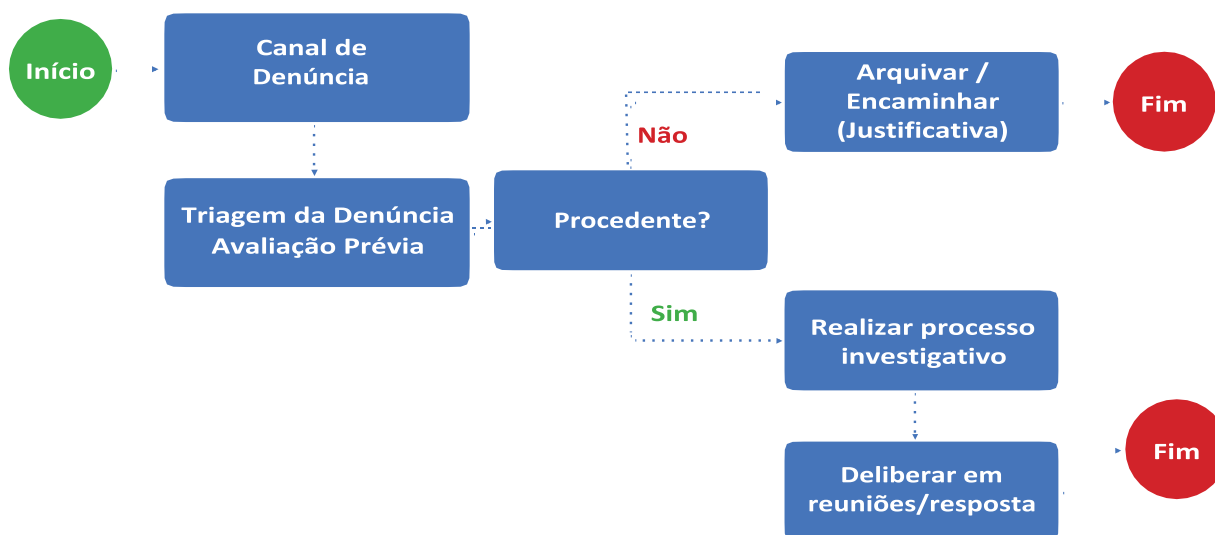 Início
Canal de
Denúncia
Triagem da Denúncia
Avaliação Prévia
Procedente?
Não
Arquivar /
Encaminhar
(Justificativa)
Fim
Sim
Realizar processo
investigativo
Deliberar em
reuniões/resposta
Fim